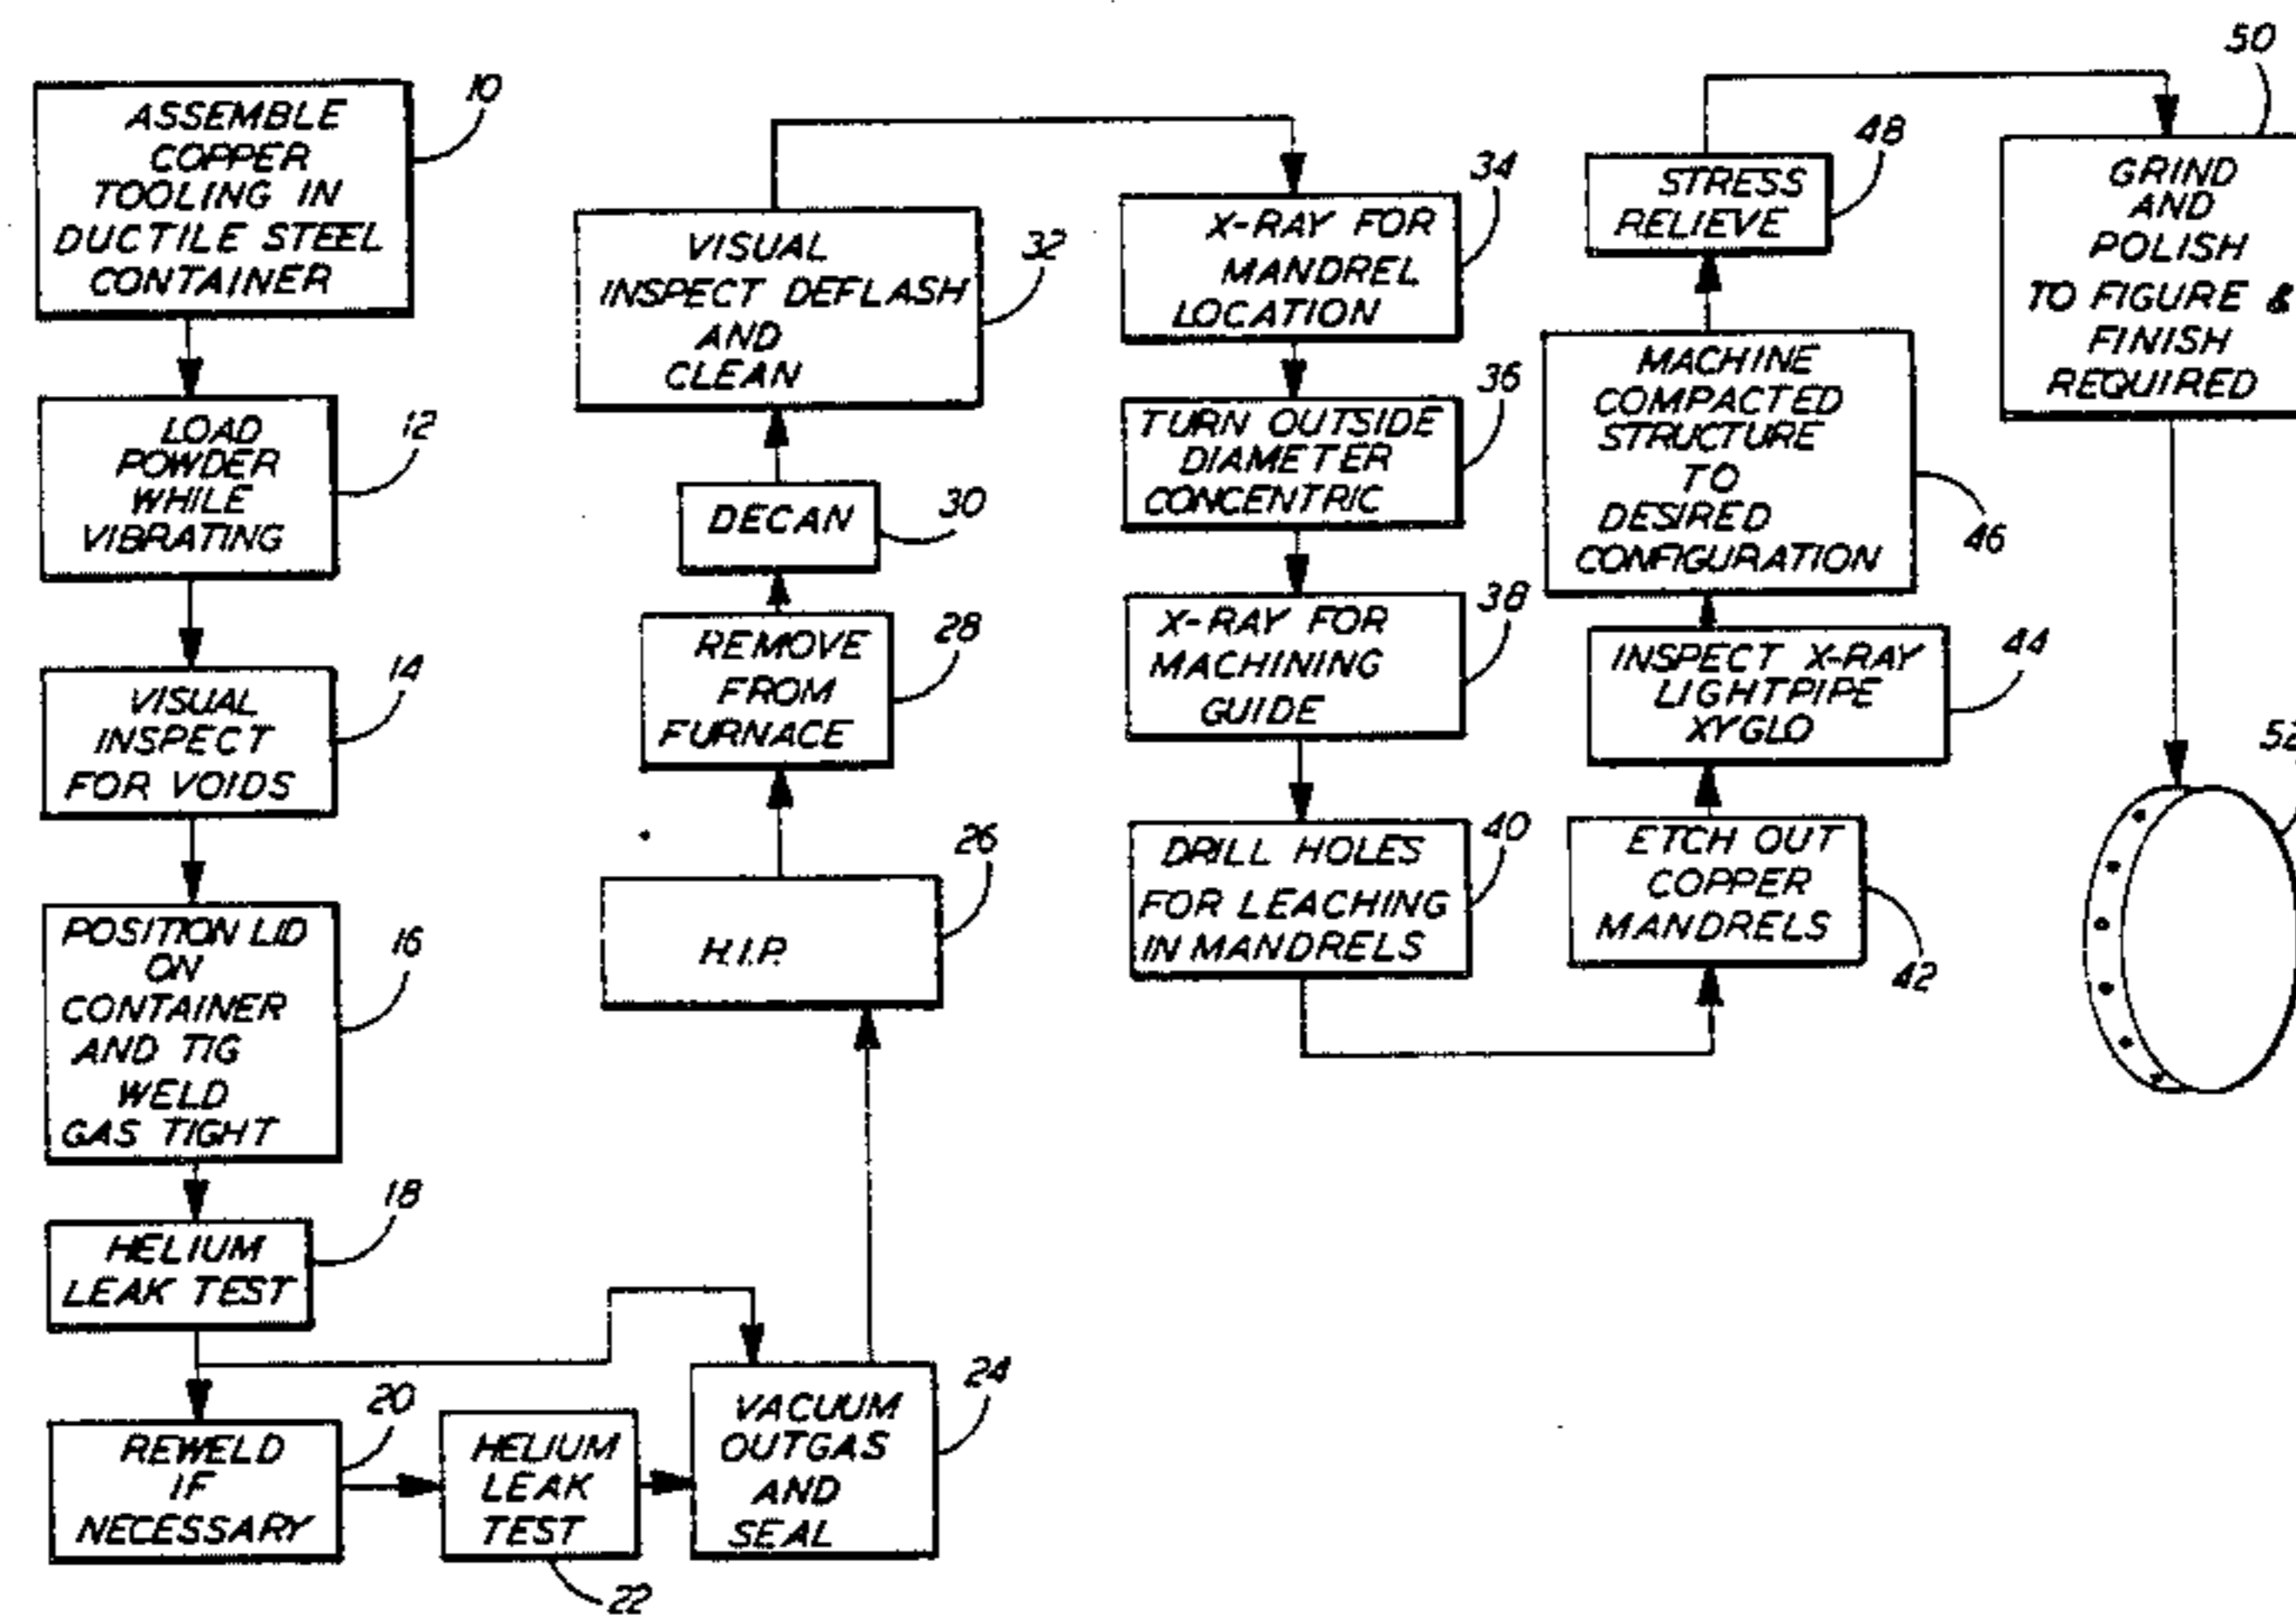 10
ASSEMBLE
COPPER
TOOLING IN
DUCTILE STEEL
CONTAINER
12
LOAD
POWDER
WHILE
VIBRATING
14
VISUAL
INSPECT
FOR VOIDS
16
POSITION LID
ON
CONTAINER
AND TIG
WELD
GAS TIGHT
18
HELIUM
LEAK TEST
20
REWELD
IF
NECESSARY
HELIUM
LEAK
TEST
22
24
VACUUM
OUTGAS
AND
SEAL
26
H.I.P.
28
REMOVE
FROM
FURNACE
30
DECAN
32
VISUAL
INSPECT DEFLASH
AND
CLEAN
34
X-RAY FOR
MANDREL
LOCATION
36
TURN OUTSIDE
DIAMETER
CONCENTRIC
38
X-RAY FOR
MACHINING
GUIDE
40
DRILL HOLES
FOR LEACHING
IN MANDRELS
ETCH OUT
COPPER
MANDRELS
42
44
INSPECT X-RAY
LIGHTPIPE
XYGLO
MACHINE
COMPACTED
STRUCTURE
TO
DESIRED
CONFIGURATION
46
48
STRESS
RELIEVE
50
GRIND
AND
POLISH
TO FIGURE &
FINISH
REQUIRED
52